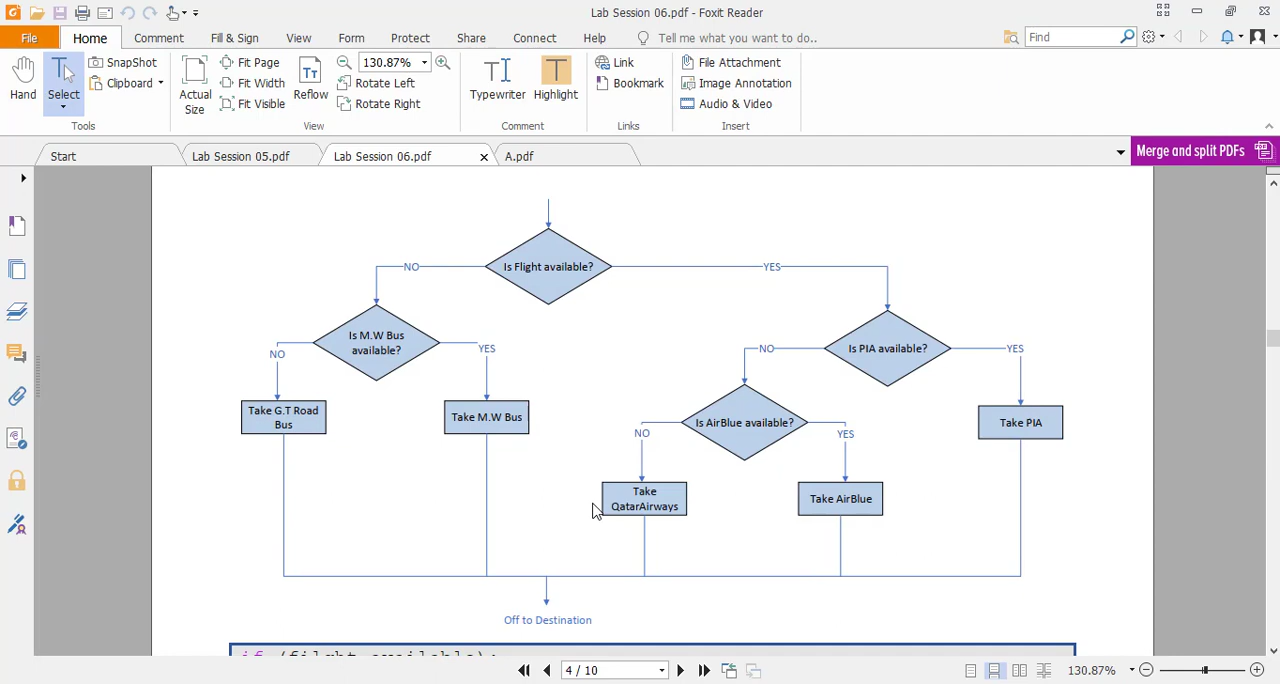 Lab Session 06.pdf - Foxit Reader
File Home Comment Fill & Sign View Form Protect Share Connect Help Tell me what you want to do.. Find
Hand
Select
SnapShot
Clipboard
Tools
Actual
Size
Fit Page
Fit Width
Fit Visible
Reflow
130.87%
Rotate Left
Rotate Right
View
Typewriter
Highlight
Comment
Link
Bookmark
Links
File Attachment
Image Annotation
Audio & Video
Insert
Start
Lab Session 05.pdf
Lab Session 06.pdf
A.pdf
Merge and split PDFs
Is Flight available?
NO
YES
Is M.W Bus
available?
NO
YES
Is PIA available?
NO
YES
Take G.T Road
Bus
Take M.W Bus
Is AirBlue available?
Take PIA
NO
YES
Take
QatarAirways
Take AirBlue
Off to Destination
4 / 10
130.87%